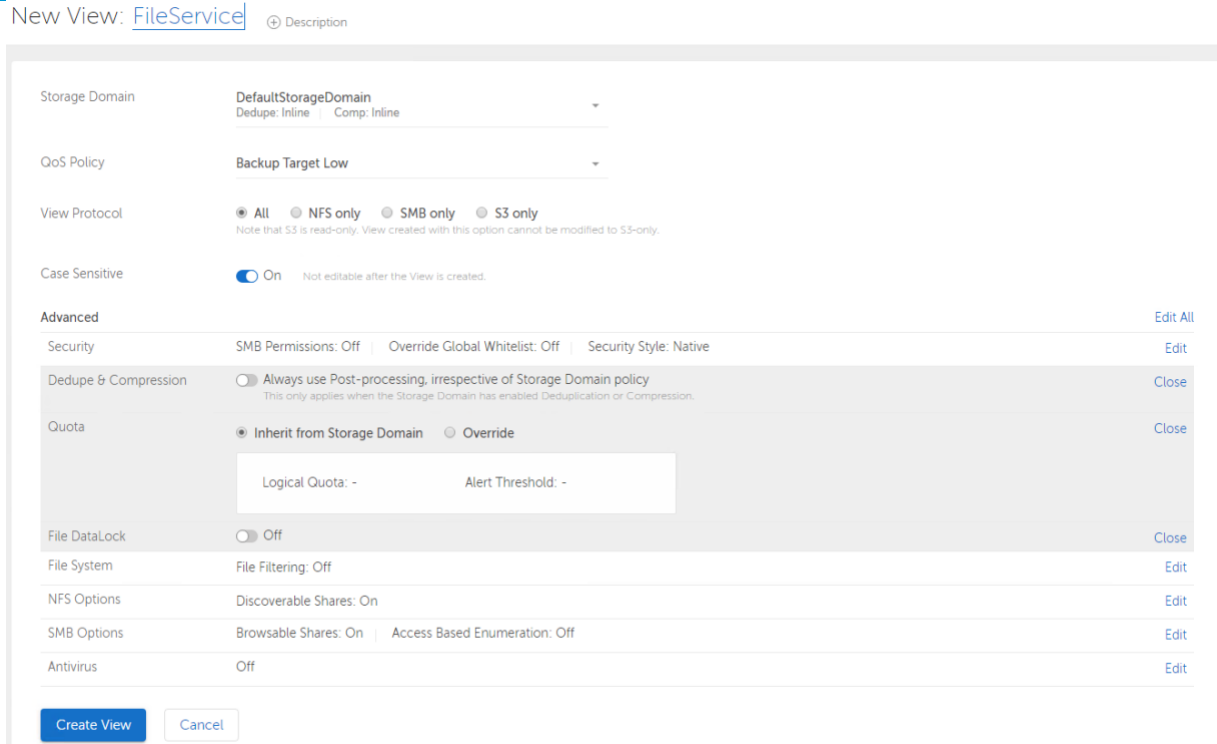 New View: FileService Description
Storage Domain DefaultStorageDomain
Dedupe: Inline Comp: Inline
QoS Policy Backup Target Low
View Protocol All NFS only SMB only S3 only
Note that S3 is read-only. View created with this option cannot be modified to S3-only.
Case Sensitive On Not editable after the View is created.
Advanced Edit All
Security SMB Permissions: Off Override Global Whitelist: Off Security Style: Native Edit
Dedupe & Compression Always use Post-processing, irrespective of Storage Domain policy Close
This only applies when the Storage Domain has enabled Deduplication or Compression.
Quota Inherit from Storage Domain Override Close
Logical Quota: - Alert Threshold: -
File DataLock Off Close
File System File Filtering: Off Edit
NFS Options Discoverable Shares: On Edit
SMB Options Browsable Shares: On Access Based Enumeration: Off Edit
Antivirus Off Edit
Create View Cancel